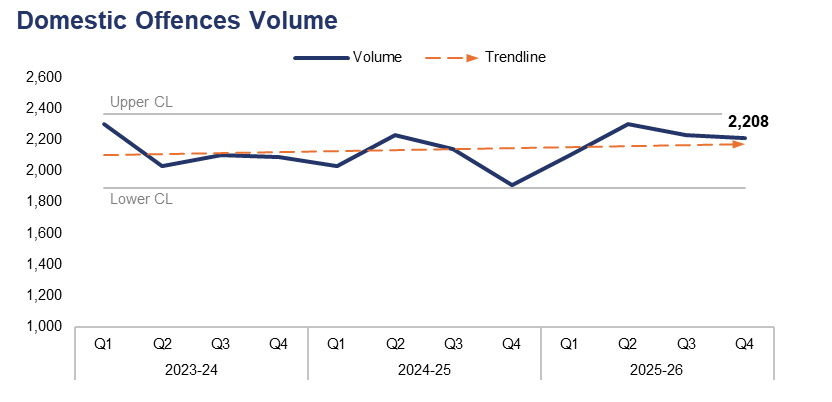 Domestic Offences Volume
Volume Trendline
2,600
2,400
Upper CL
2,208
2,200
2,000
1,800
Lower CL
1,600
1,400
1,200
1,000
Q1 Q2 Q3 Q4 Q1 Q2 Q3 Q4 Q1 Q2 Q3 Q4
2023-24 2024-25 2025-26